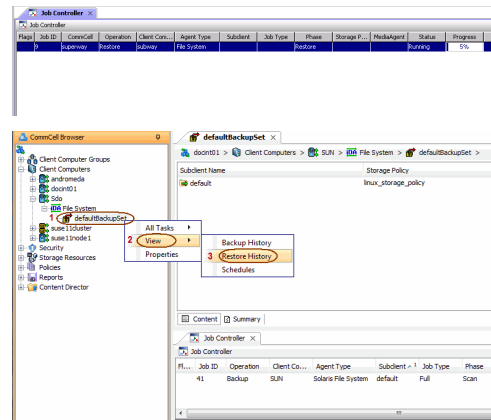 Job Controller ×
Job Controller
Flags Job ID CommCell Operation Client Com... Agent Type Subclient Job Type Phase Storage P... MediaAgent Status Progress
9 superway Restore subway File System Restore Running 5%
CommCell Browser
Client Computer Groups
Client Computers
andromeda
docint01
Sdo
File System
1 defaultBackupSet
suse11cluster
suse11node1
Security
Storage Resources
Policies
Reports
Content Director
All Tasks
2 View
Properties
Backup History
3 Restore History
Schedules
defaultBackupSet ×
docint01 > Client Computers > SUN > File System > defaultBackupSet >
Subclient Name Storage Policy
default linux_storage_policy
Content Summary
Job Controller ×
Job Controller
Fl... Job ID Operation Client Co... Agent Type Subclient 1 Job Type Phase
41 Backup SUN Solaris File System default Full Scan